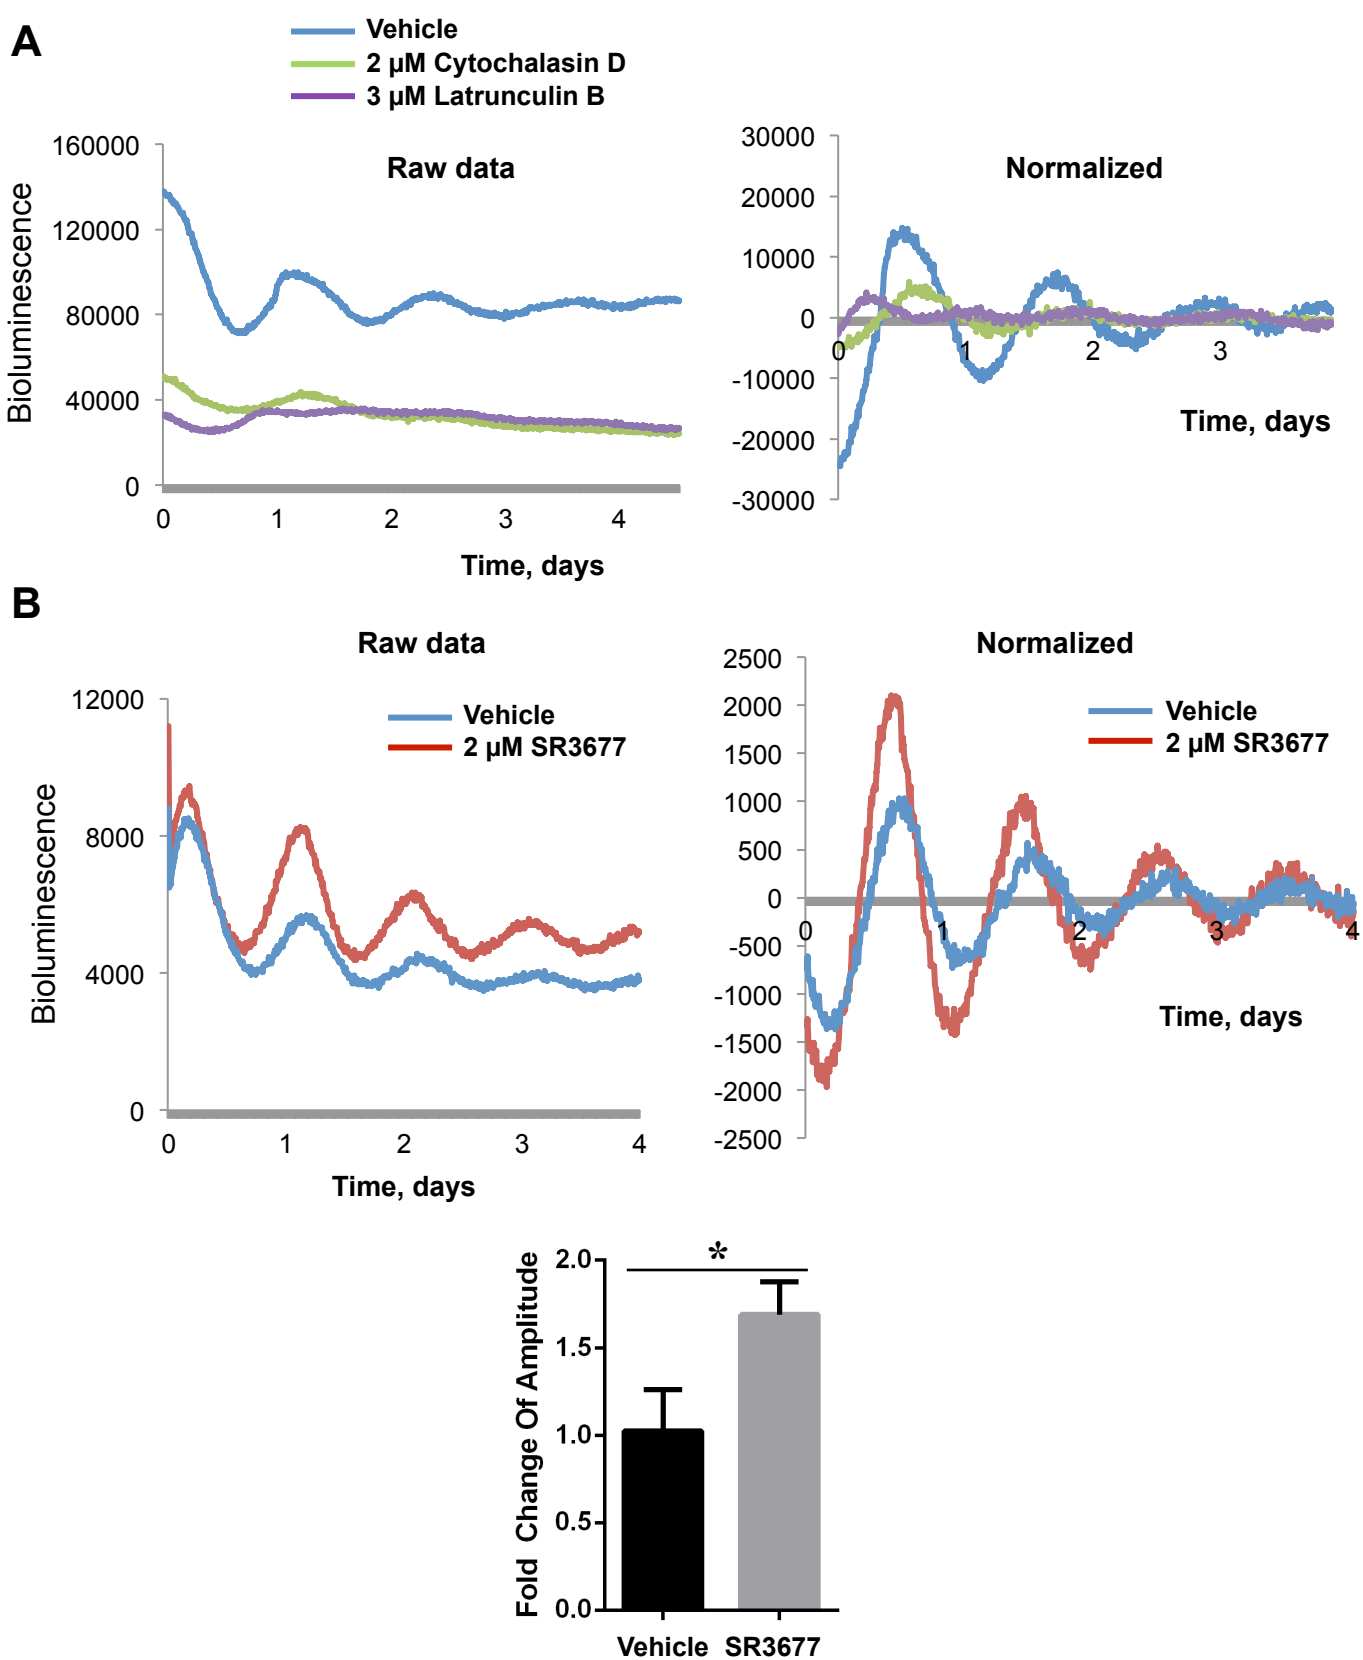 A
Vehicle
2 µM Cytochalasin D
3 µM Latrunculin B
Raw data
Bioluminescence
160000
120000
80000
40000
0
0 1 2 3 4
Time, days
Normalized
30000
20000
10000
0
-10000
-20000
-30000
0 1 2 3
Time, days
B
Raw data
Vehicle
2 µM SR3677
Bioluminescence
12000
8000
4000
0
0 1 2 3 4
Time, days
Normalized
Vehicle
2 µM SR3677
2500
2000
1500
1000
500
0
-500
-1000
-1500
-2000
-2500
0 1 2 3 4
Time, days
Fold Change Of Amplitude
2.0
1.5
1.0
0.5
0.0
*
Vehicle SR3677